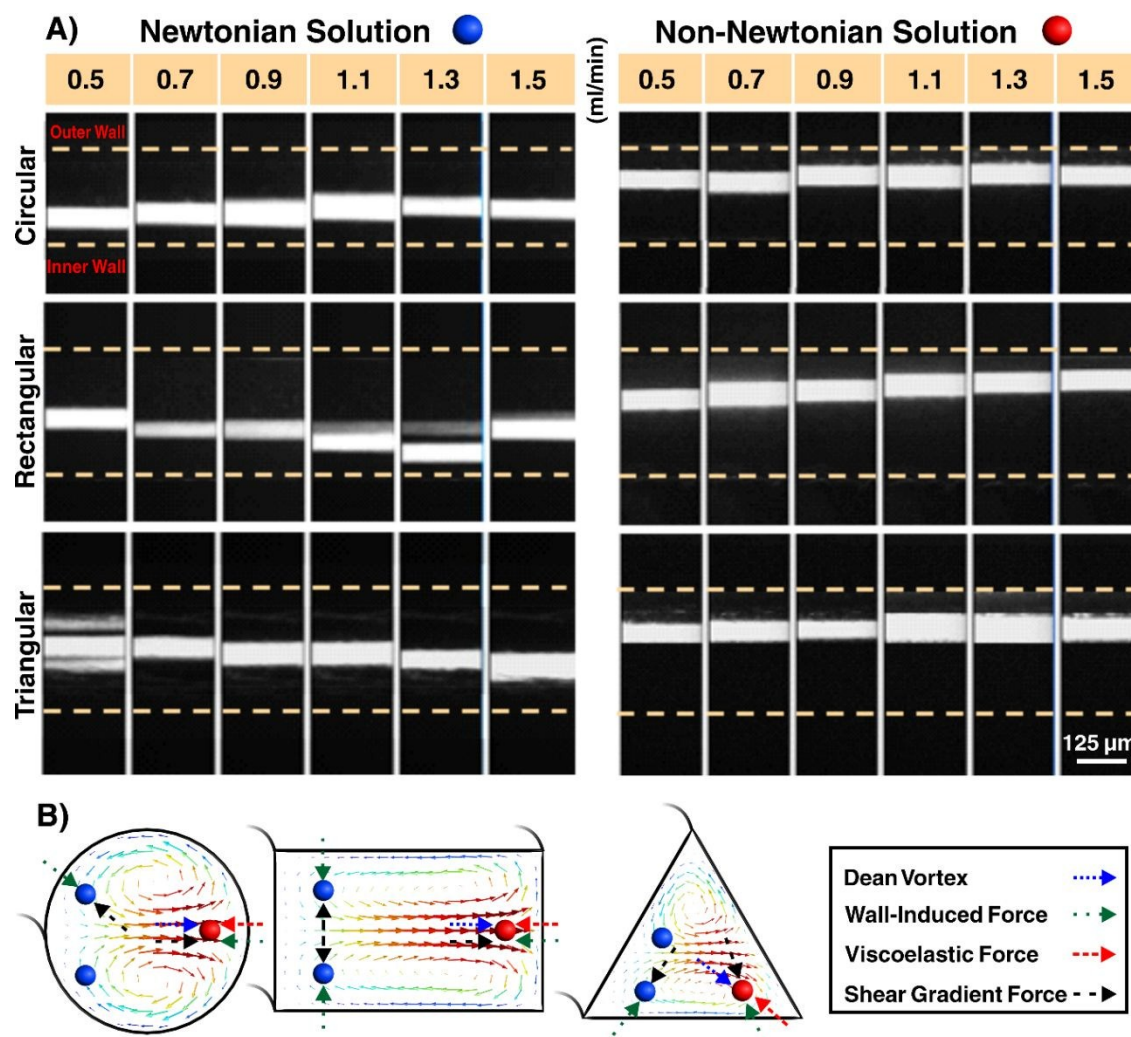 A)
Newtonian Solution
Non-Newtonian Solution
0.5 0.7 0.9 1.1 1.3 1.5
(ml/min)
0.5 0.7 0.9 1.1 1.3 1.5
Circular
Outer Wall
Inner Wall
Rectangular
Triangular
125 µm
B)
Dean Vortex
Wall-Induced Force
Viscoelastic Force
Shear Gradient Force